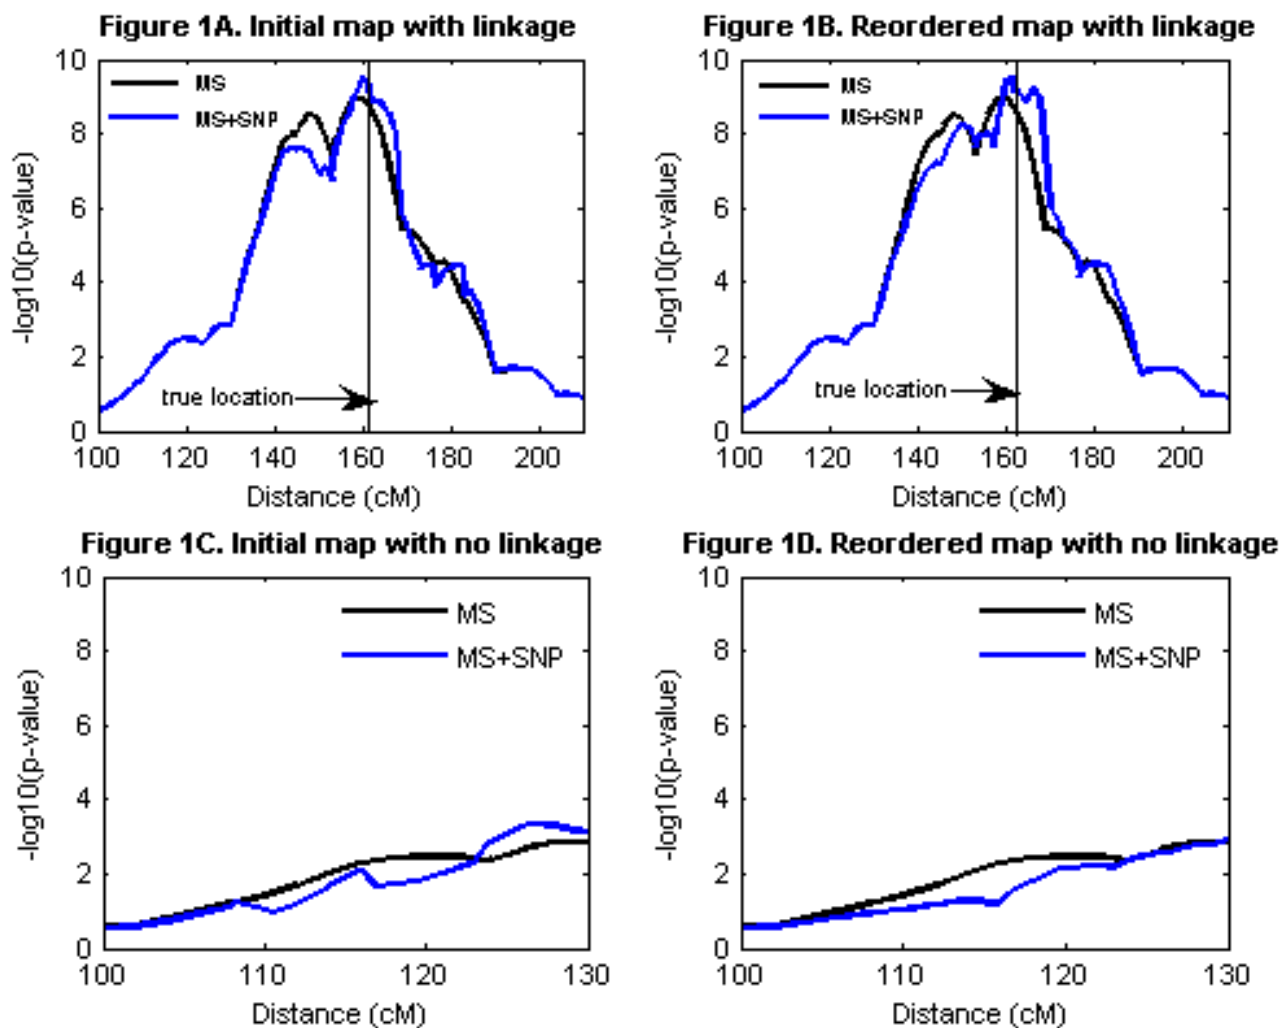 Figure 1A. Initial map with linkage
10
8
6
4
2
0
-log10(p-value)
MS
MS+SNP
true location
100 120 140 160 180 200
Distance (cM)
Figure 1B. Reordered map with linkage
10
8
6
4
2
0
-log10(p-value)
MS
MS+SNP
true location
100 120 140 160 180 200
Distance (cM)
Figure 1C. Initial map with no linkage
10
8
6
4
2
0
-log10(p-value)
MS
MS+SNP
100 110 120 130
Distance (cM)
Figure 1D. Reordered map with no linkage
10
8
6
4
2
0
-log10(p-value)
MS
MS+SNP
100 110 120 130
Distance (cM)